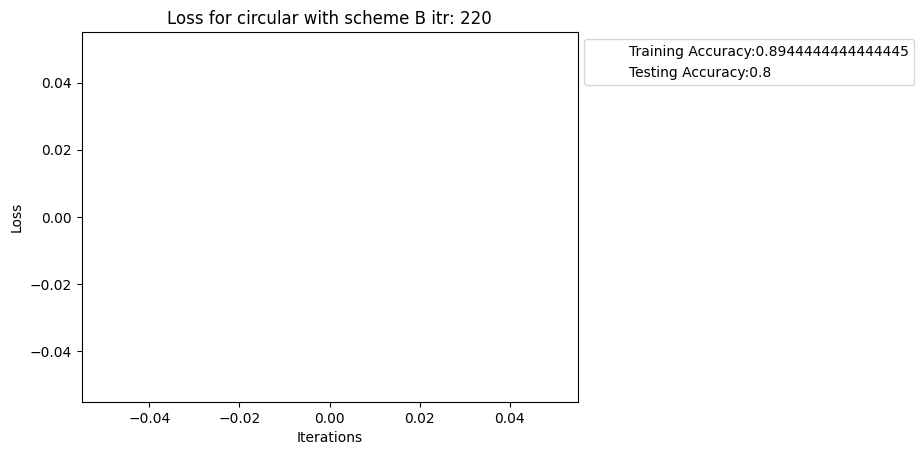 Loss for circular with scheme B itr: 220
Training Accuracy:0.8944444444444445
Testing Accuracy:0.8
0.04
0.02
0.00
−0.02
−0.04
Loss
−0.04
−0.02
0.00
0.02
0.04
Iterations